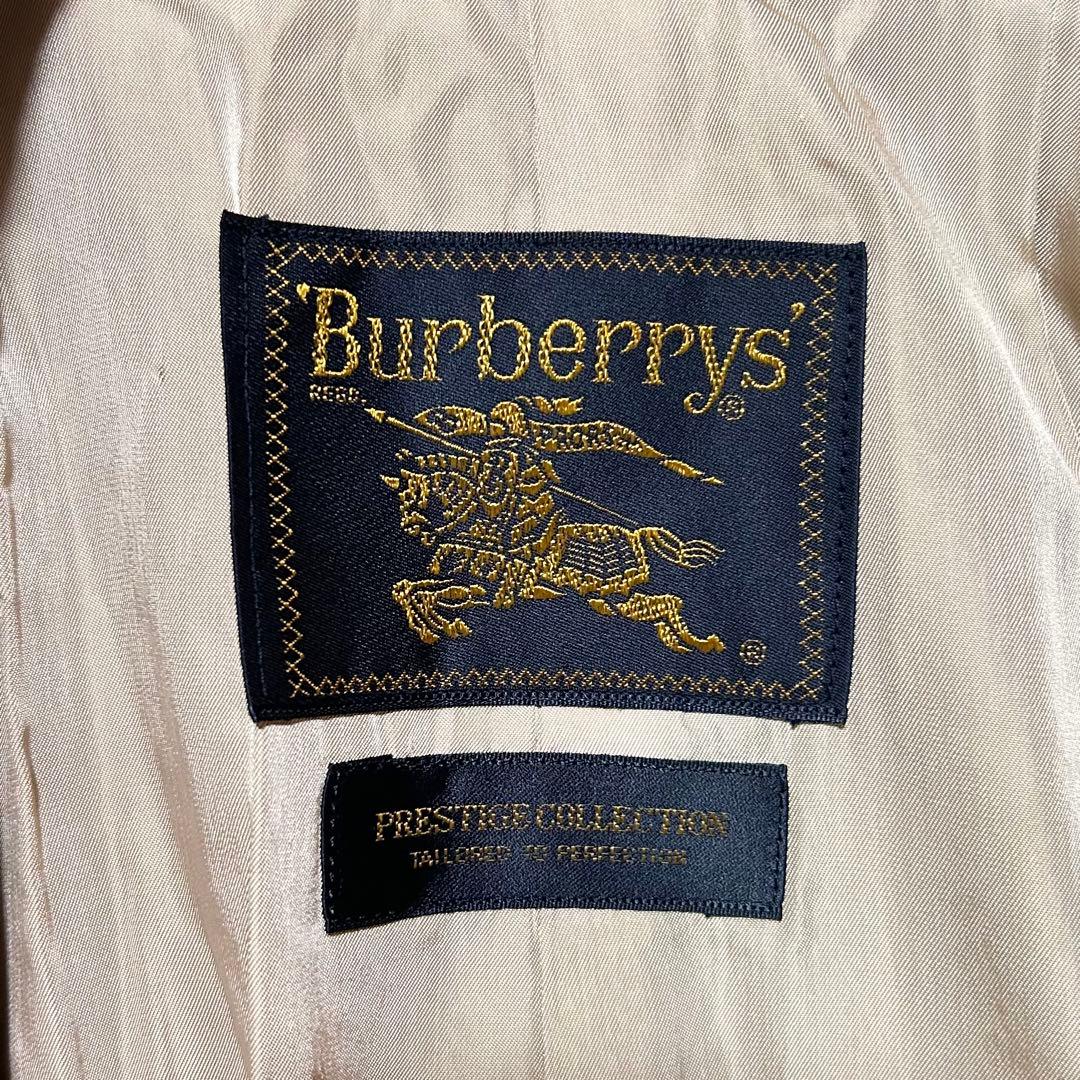 'Burberrys'®
REGD.
PRORSUM
®
PRESTIGE COLLECTION
TAILORED TO PERFECTION